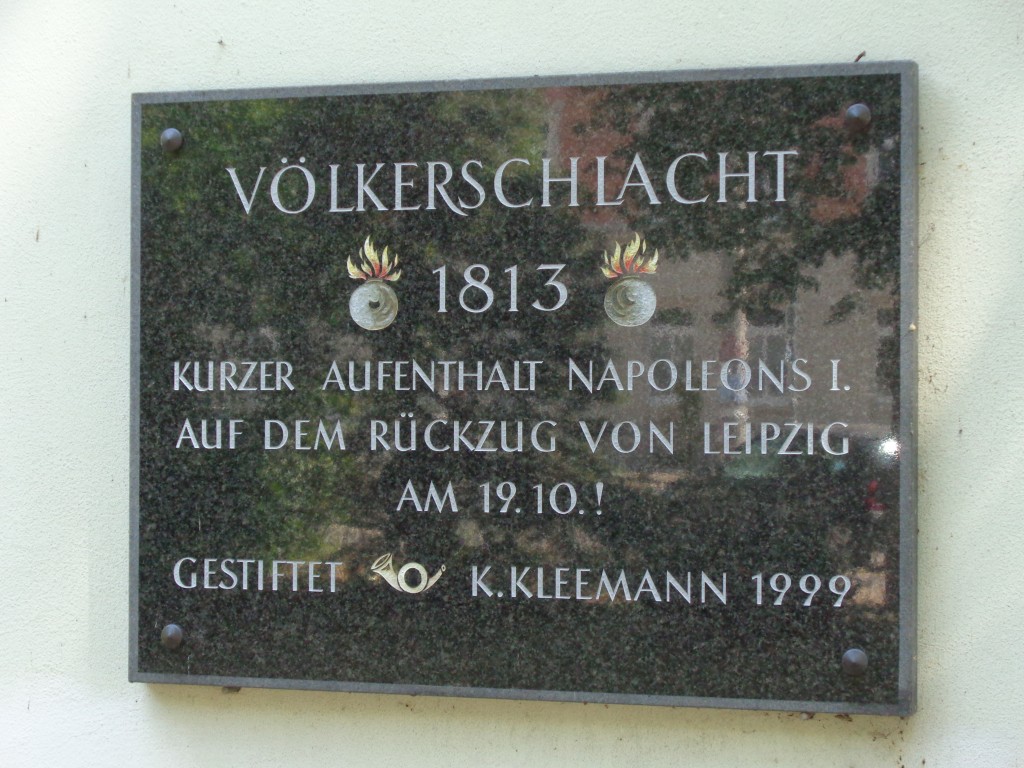 VÖLKERSCHLACHT
1813
KURZER AUFENTHALT NAPOLEONS I.
AUF DEM RÜCKZUG VON LEIPZIG
AM 19.10.!
GESTIFTET K.KLEEMANN 1999